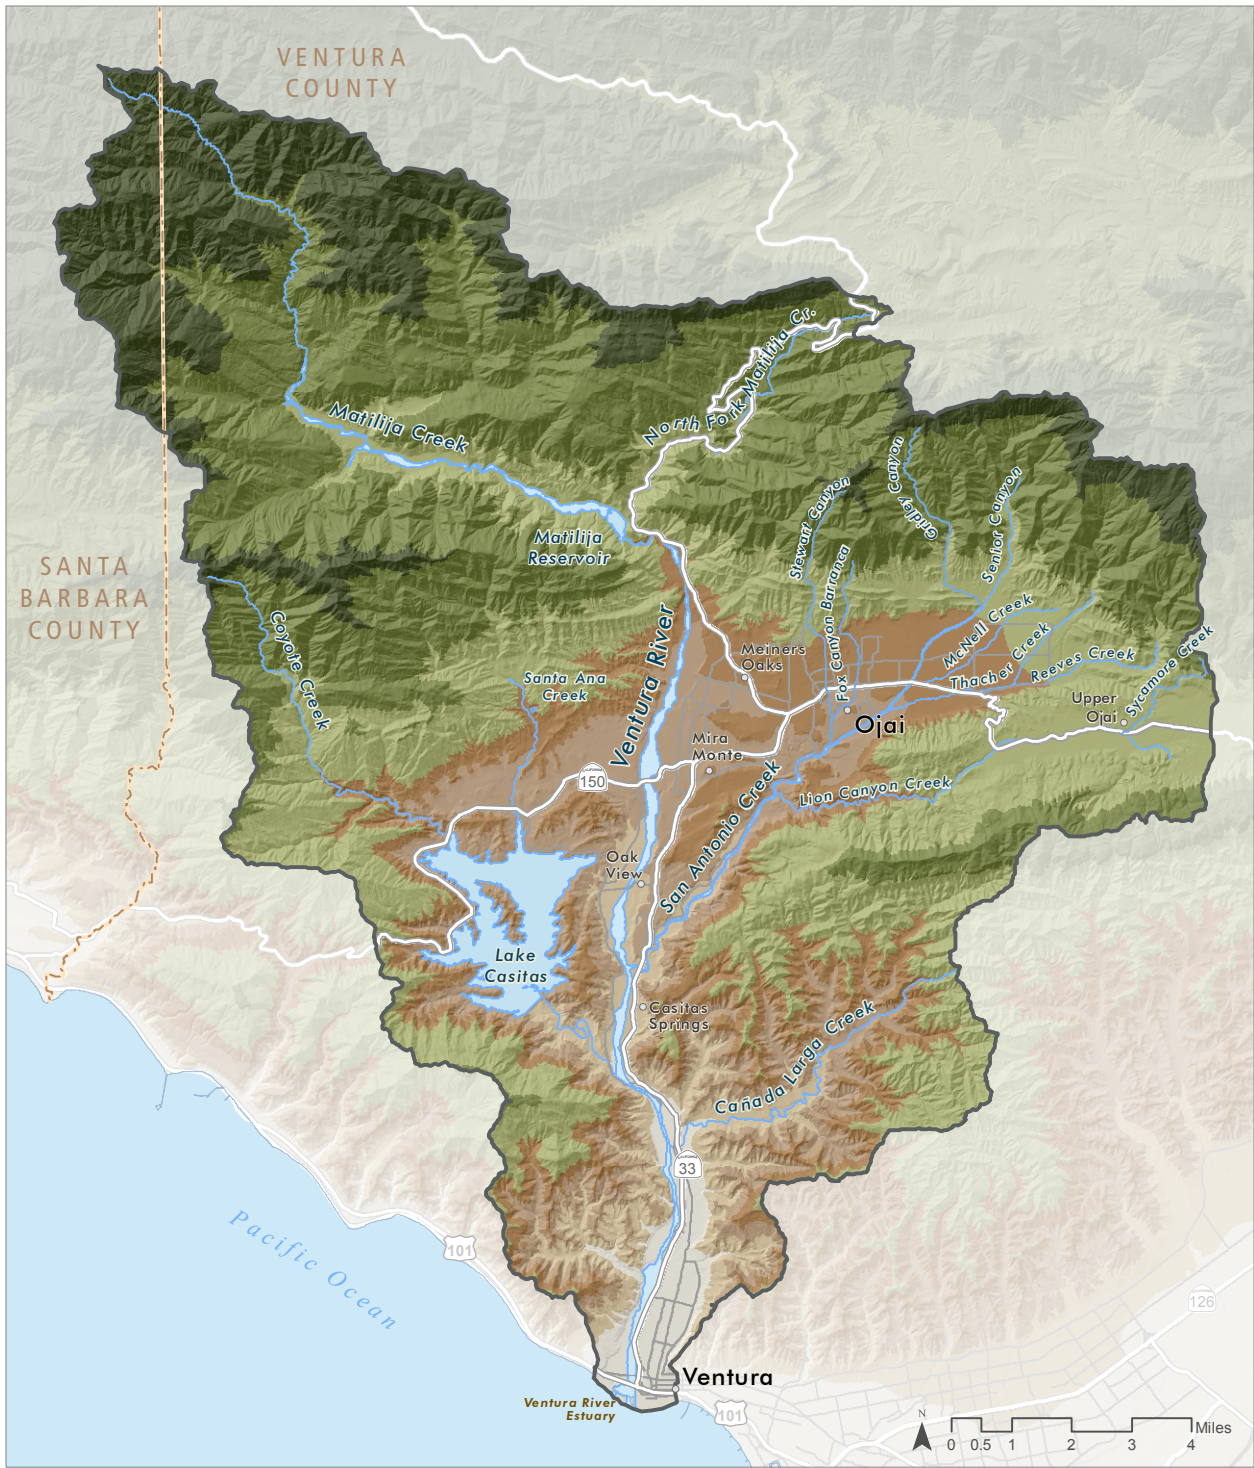 VENTURA
COUNTY
North Fork Matilija Cr.
Matilija Creek
Gridley Canyon
Senior Canyon
Stewart Canyon
Matilija
Reservoir
Fox Canyon Barranca
SANTA
BARBARA
COUNTY
Coyote Creek
Ventura River
McNell Creek
Thacher Creek
Reeves Creek
Sycamore Creek
Meiners
Oaks
Santa Ana
Creek
Upper
Ojai
Ojai
Mira
Monte
CALIFORNIA
150
Lion Canyon Creek
San Antonio Creek
Oak
View
Lake
Casitas
Casitas
Springs
Cañada Larga Creek
CALIFORNIA
33
Pacific Ocean
101
126
Ventura
Ventura River
Estuary
101
N
Miles
0 0.5 1 2 3 4